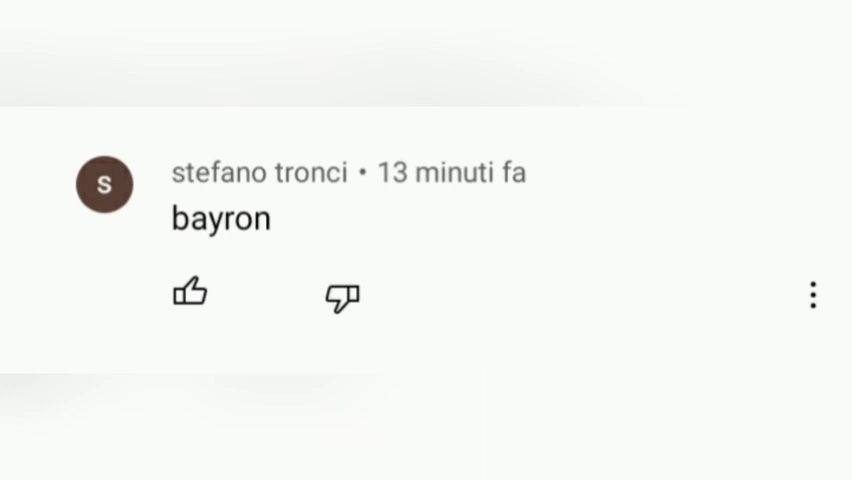 s
stefano tronci • 13 minuti fa
bayron